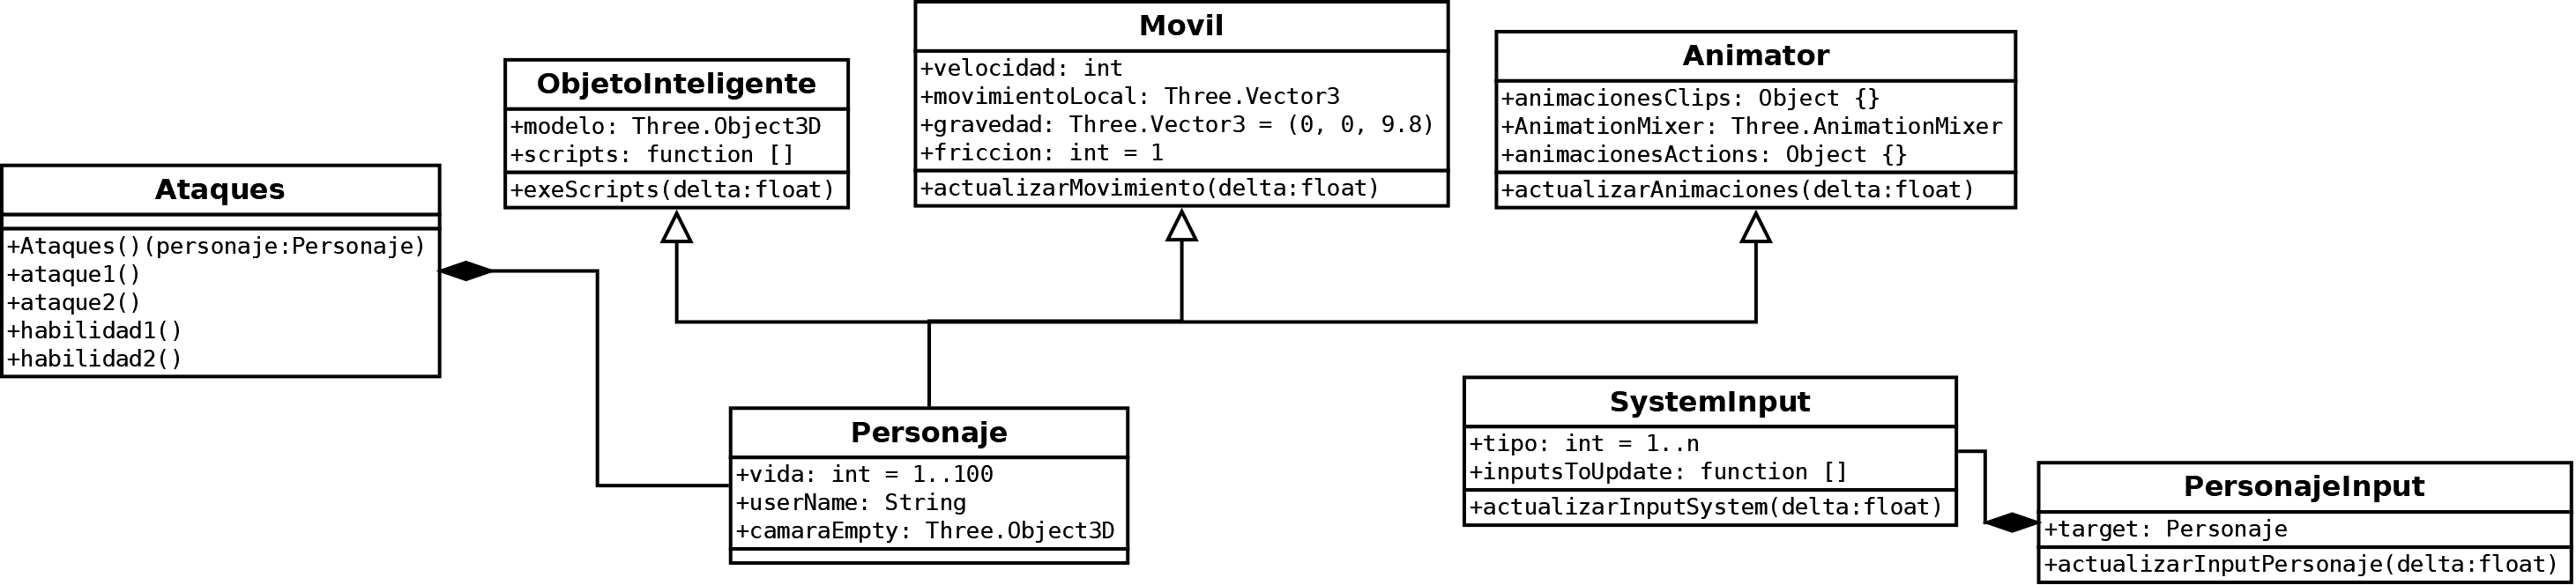 Movil
+velocidad: int
+movimientoLocal: Three.Vector3
+gravedad: Three.Vector3 = (0, 0, 9.8)
+friccion: int = 1
+actualizarMovimiento(delta:float)
Animator
+animacionesClips: Object {}
+AnimationMixer: Three.AnimationMixer
+animacionesActions: Object {}
+actualizarAnimaciones(delta:float)
ObjetoInteligente
+modelo: Three.Object3D
+scripts: function []
+exeScripts(delta:float)
Ataques
+Ataques()(personaje:Personaje)
+ataque1()
+ataque2()
+habilidad1()
+habilidad2()
Personaje
+vida: int = 1..100
+userName: String
+camaraEmpty: Three.Object3D
SystemInput
+tipo: int = 1..n
+inputsToUpdate: function []
+actualizarInputSystem(delta:float)
PersonajeInput
+target: Personaje
+actualizarInputPersonaje(delta:float)